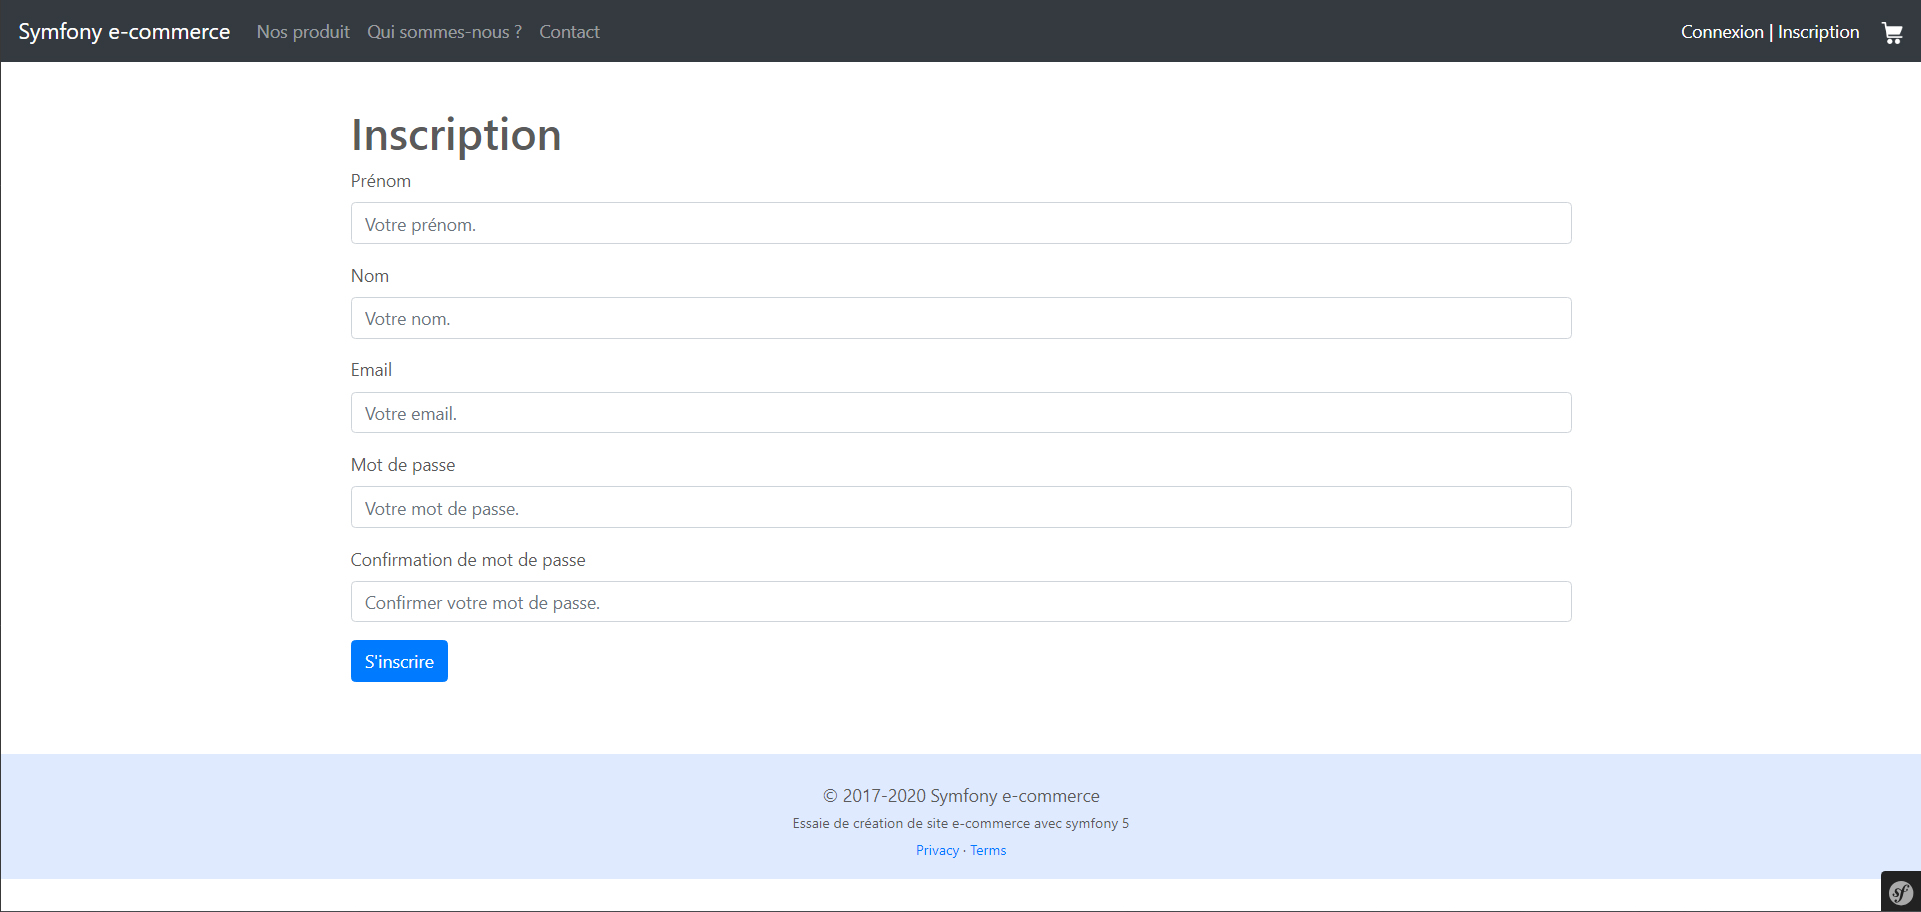 Symfony e-commerce Nos produit Qui sommes-nous ? Contact Connexion | Inscription
Inscription
Prénom
Votre prénom.
Nom
Votre nom.
Email
Votre email.
Mot de passe
Votre mot de passe.
Confirmation de mot de passe
Confirmer votre mot de passe.
S'inscrire
© 2017-2020 Symfony e-commerce
Essaie de création de site e-commerce avec symfony 5
Privacy · Terms
sf